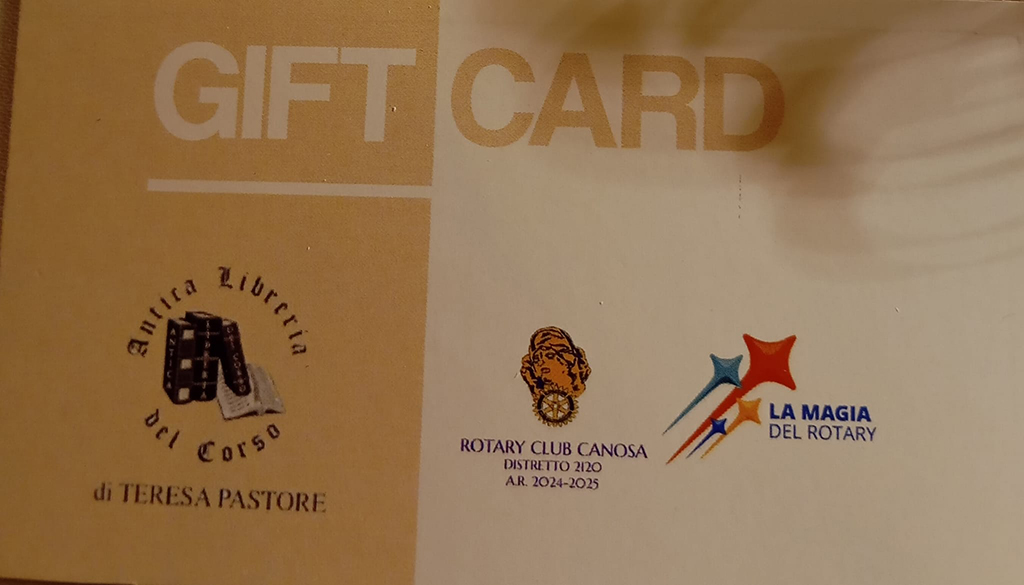 GIFT CARD
Antica Libreria
del Corso
di TERESA PASTORE
ROTARY CLUB CANOSA
DISTRETTO 2120
A.R. 2024-2025
LA MAGIA
DEL ROTARY